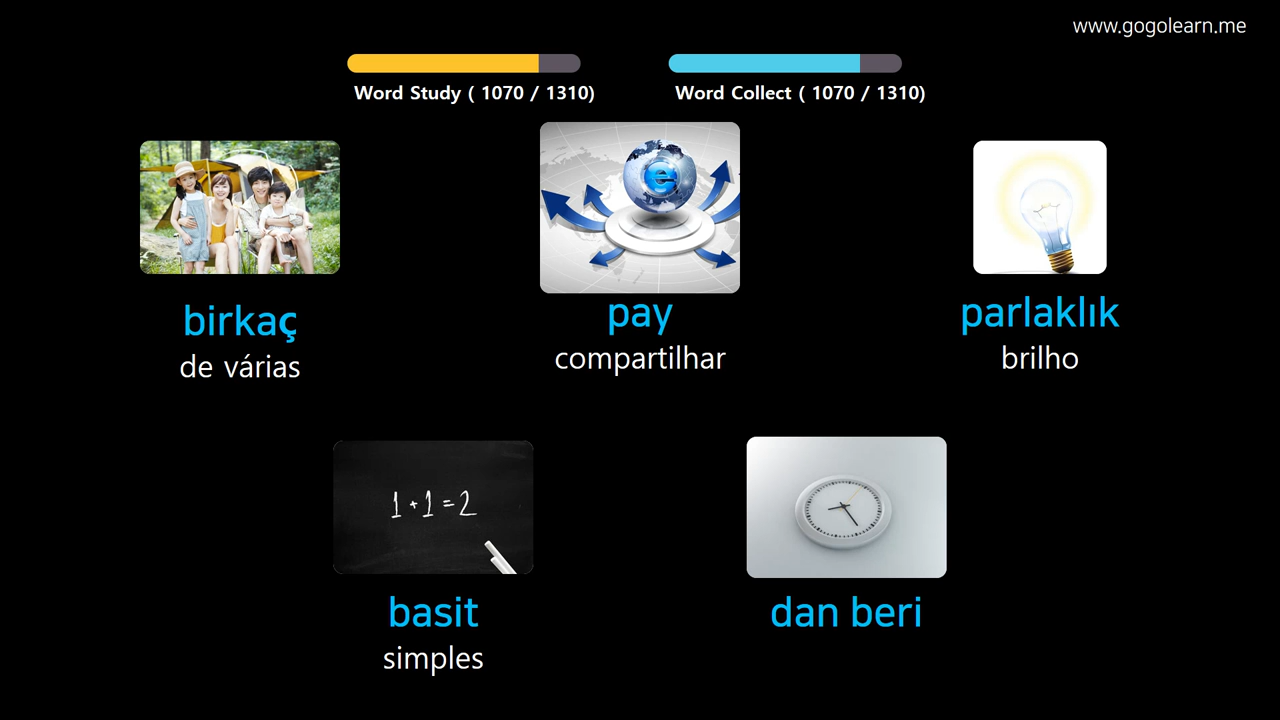 www.gogolearn.me
Word Study ( 1070 / 1310)
Word Collect ( 1070 / 1310)
birkaç
de várias
e
pay
compartilhar
parlaklık
brilho
1+1=2
basit
simples
dan beri